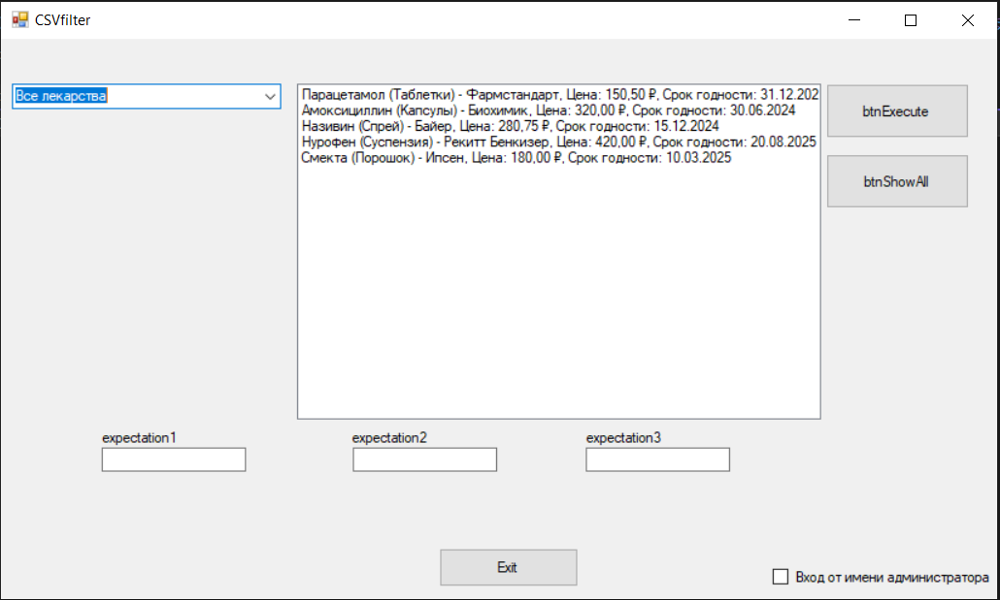 CSVfilter
Все лекарства
Парацетамол (Таблетки) - Фармстандарт, Цена: 150,50 ₽, Срок годности: 31.12.202
Амоксициллин (Капсулы) - Биохимик, Цена: 320,00 ₽, Срок годности: 30.06.2024
Називин (Спрей) - Байер, Цена: 280,75 ₽, Срок годности: 15.12.2024
Нурофен (Суспензия) - Рекитт Бенкизер, Цена: 420,00 ₽, Срок годности: 20.08.2025
Смекта (Порошок) - Ипсен, Цена: 180,00 ₽, Срок годности: 10.03.2025
btnExecute
btnShowAll
expectation1
expectation2
expectation3
Exit
Вход от имени администратора